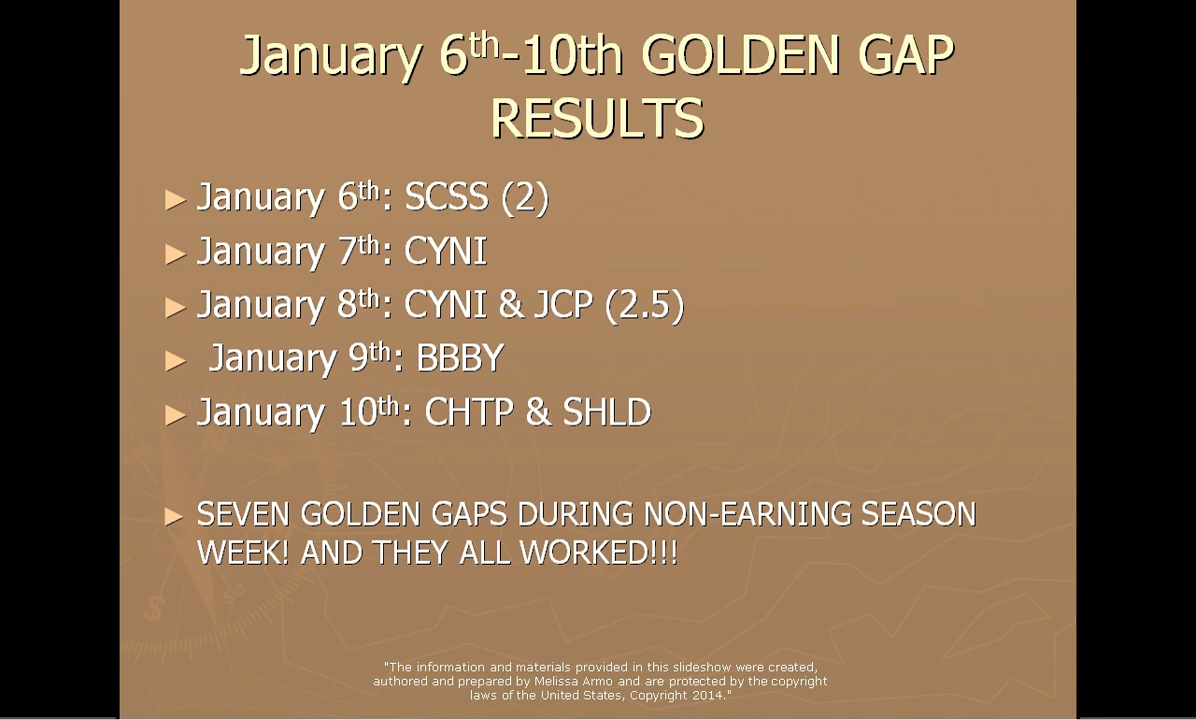 January 6th-10th GOLDEN GAP
RESULTS
► January 6th: SCSS (2)
► January 7th: CYNI
► January 8th: CYNI & JCP (2.5)
► January 9th: BBBY
► January 10th: CHTP & SHLD
► SEVEN GOLDEN GAPS DURING NON-EARNING SEASON
WEEK! AND THEY ALL WORKED!!!
"The information and materials provided in this slideshow were created,
authored and prepared by Melissa Armo and are protected by the copyright
laws of the United States, Copyright 2014."